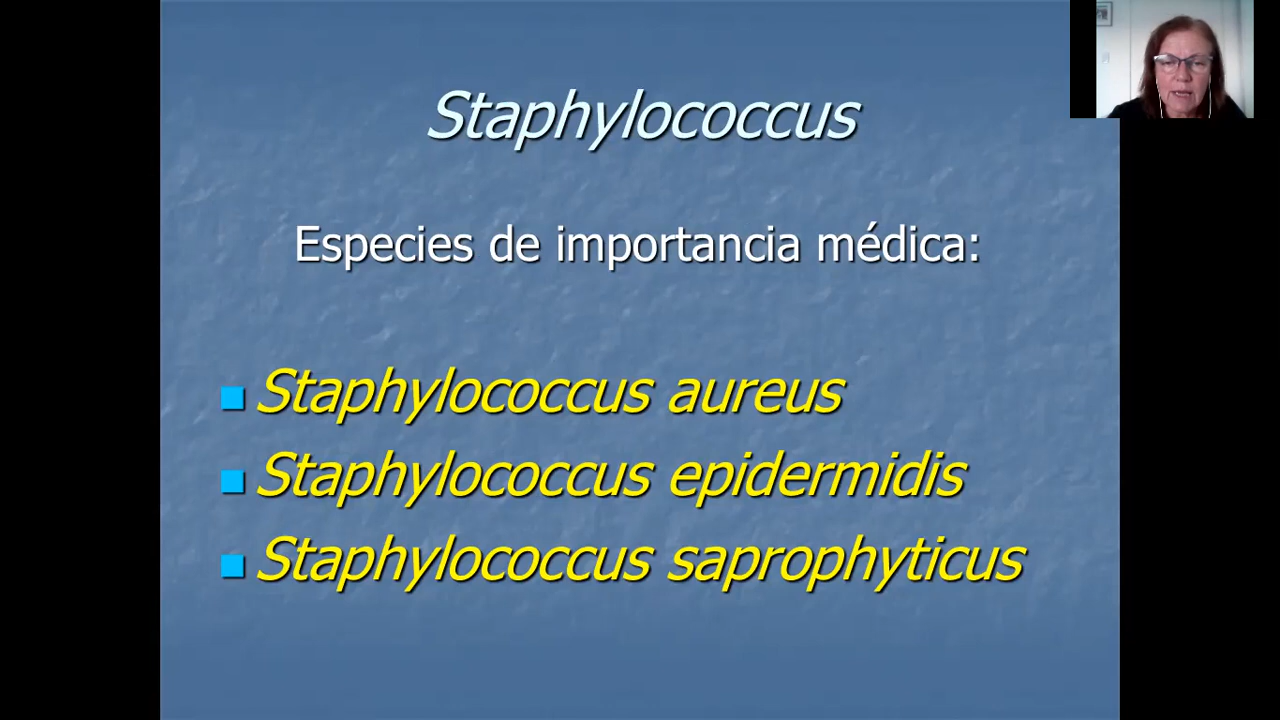 Staphylococcus
Especies de importancia médica:
Staphylococcus aureus
Staphylococcus epidermidis
Staphylococcus saprophyticus